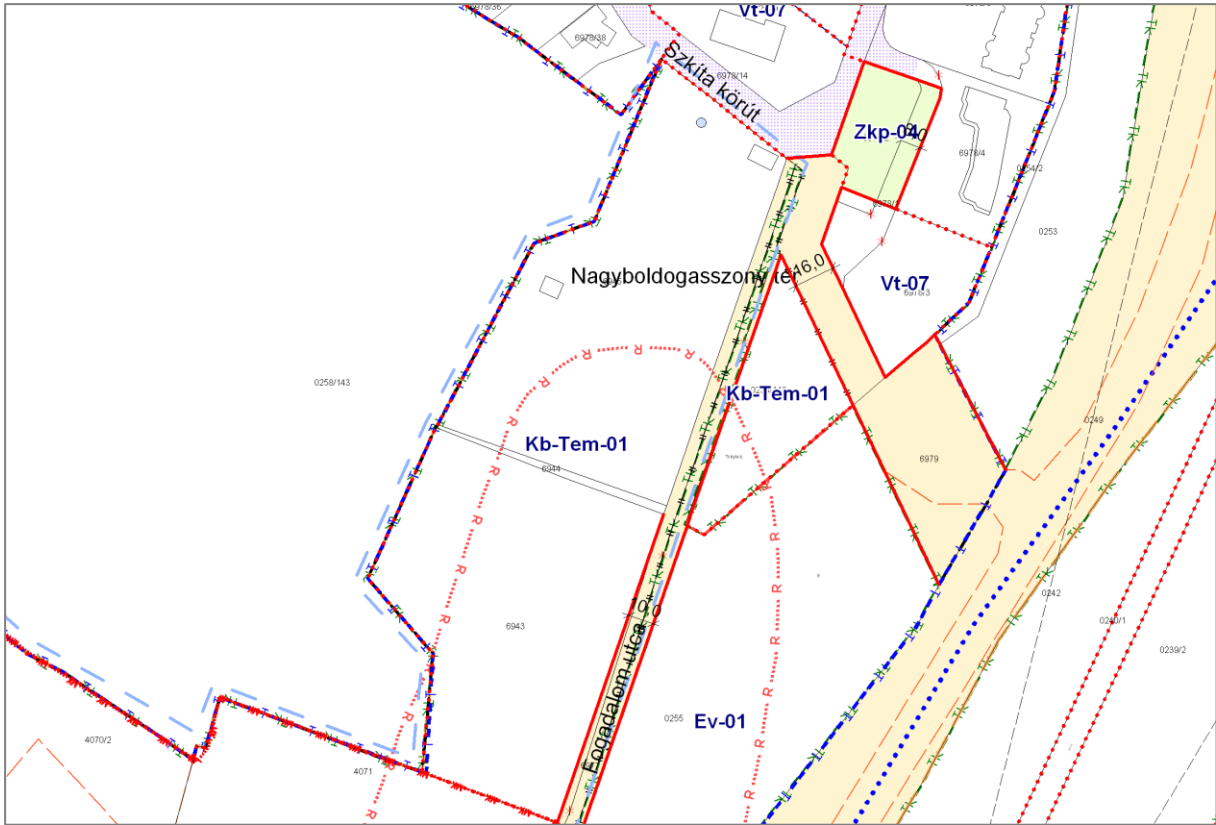 6978/36
Vt-07
6978/38
Szkíta körút
6978/14
Zkp-04
6978/4
0254/2
0253
Nagyboldogasszony tér
16,0
Vt-07
6978/3
0258/143
R R R
Kb-Tem-01
Kb-Tem-01
6944
0249
6979
10,0
6943
0242
0240/1
0239/2
Fogadalom utca
0255
Ev-01
4070/2
4071